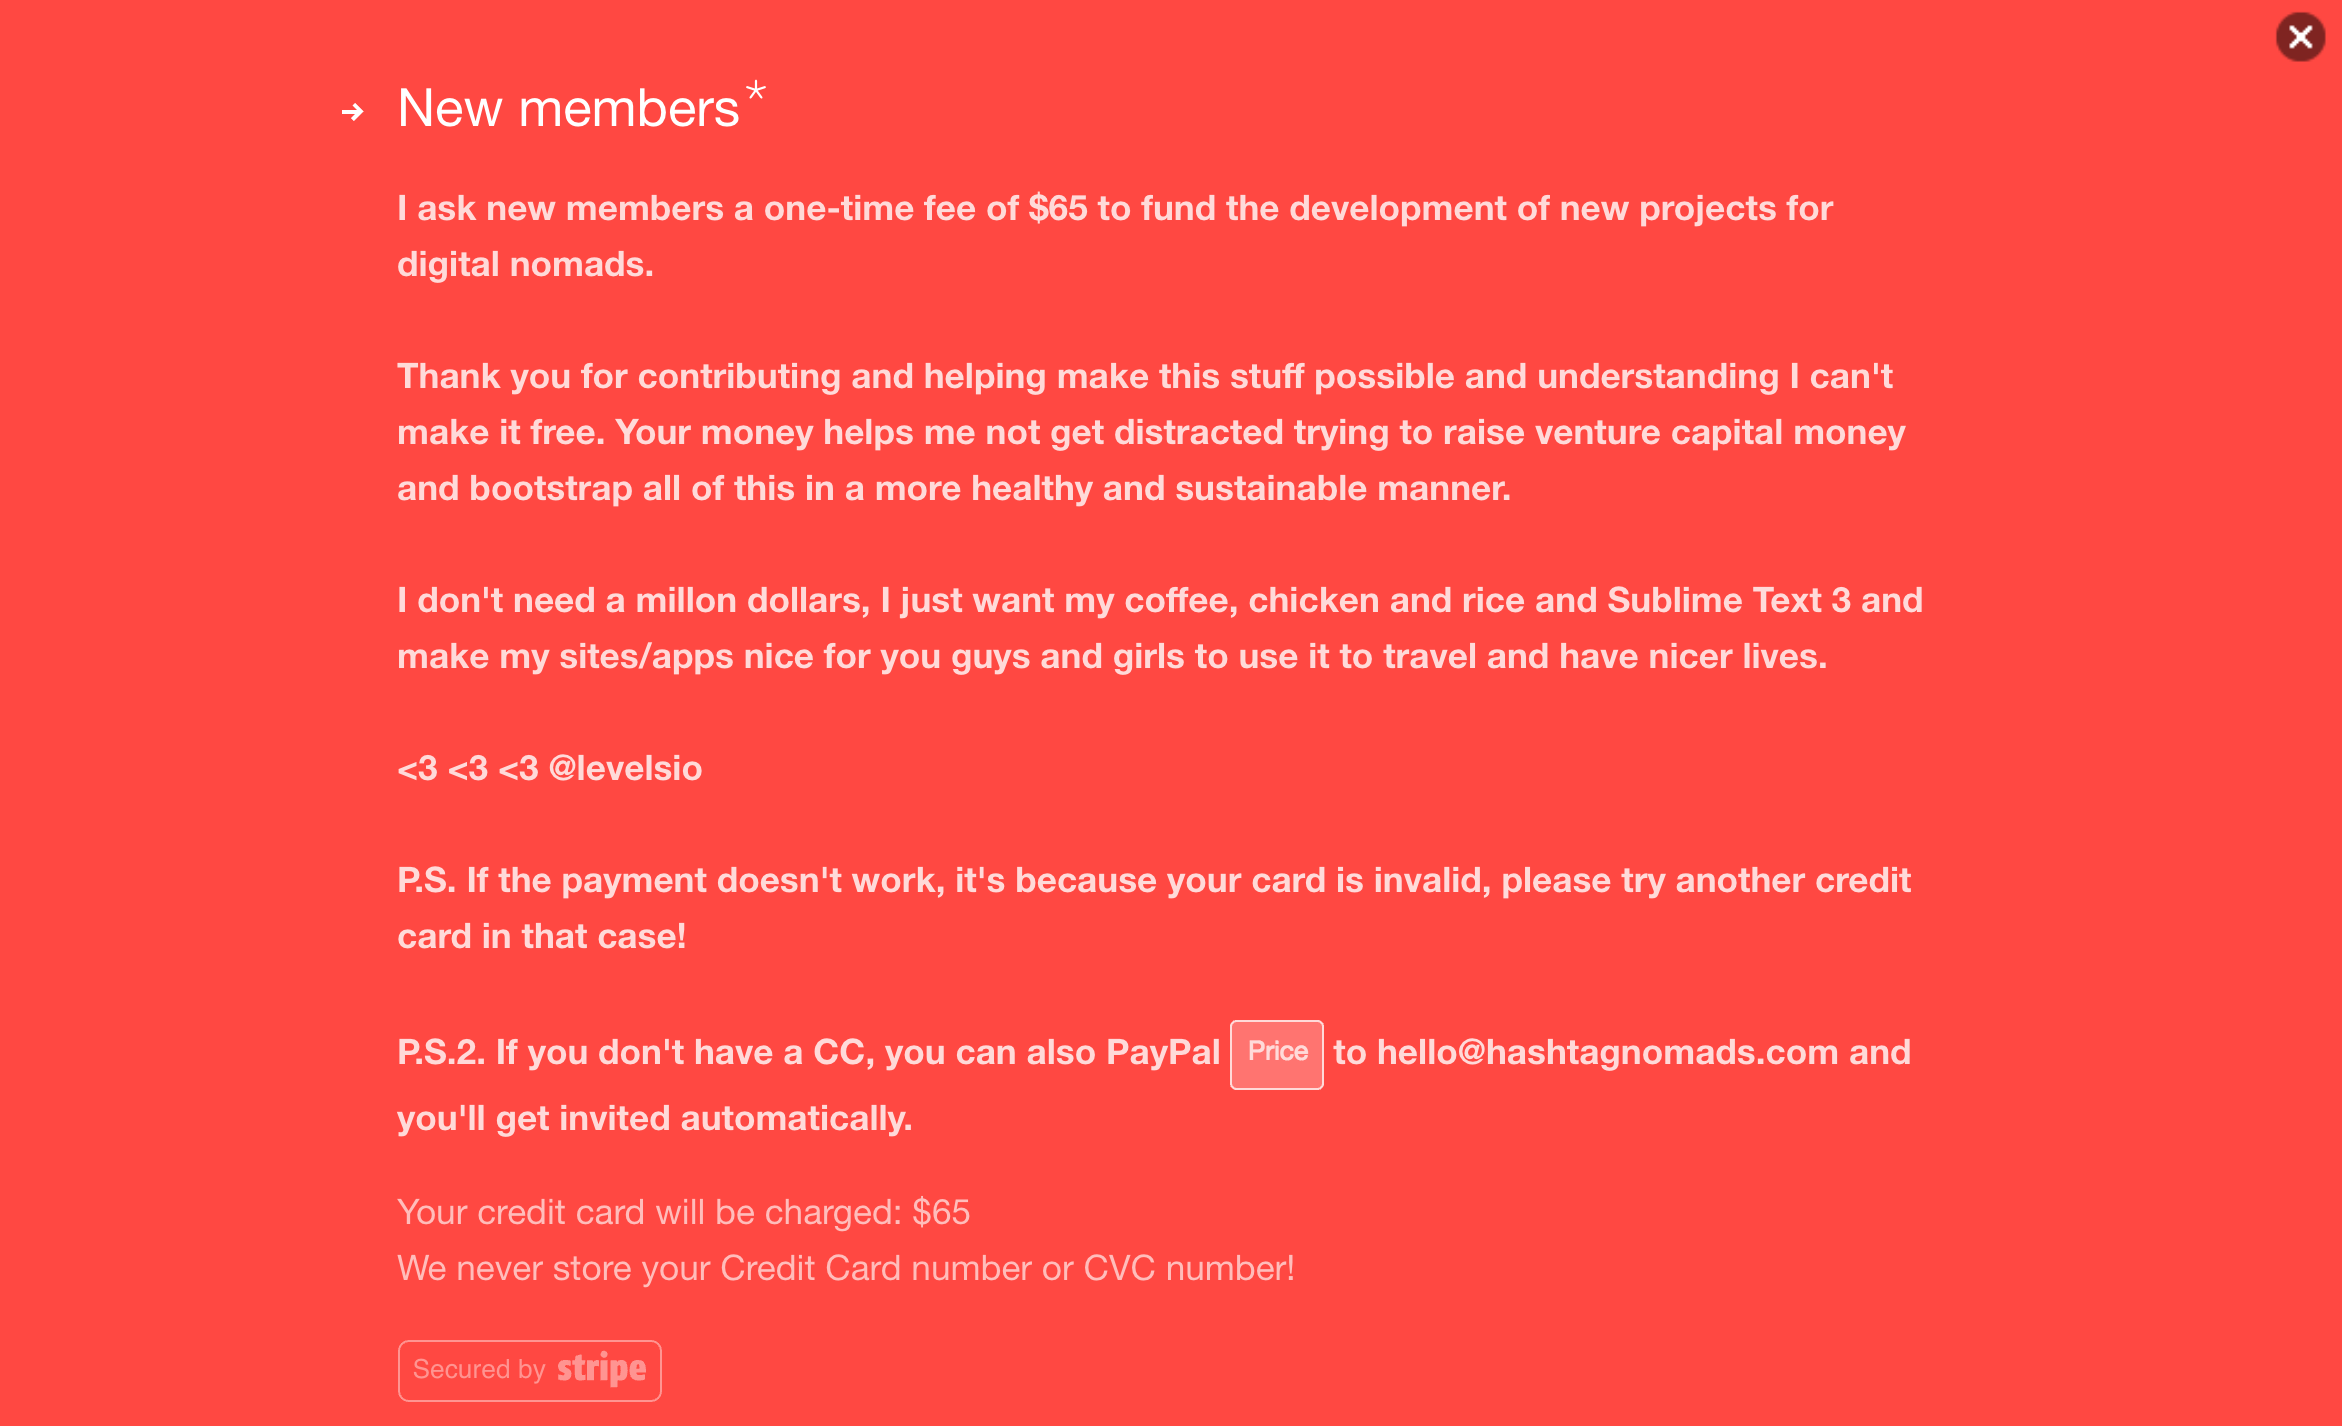 → New members*
I ask new members a one-time fee of $65 to fund the development of new projects for
digital nomads.
Thank you for contributing and helping make this stuff possible and understanding I can't
make it free. Your money helps me not get distracted trying to raise venture capital money
and bootstrap all of this in a more healthy and sustainable manner.
I don't need a millon dollars, I just want my coffee, chicken and rice and Sublime Text 3 and
make my sites/apps nice for you guys and girls to use it to travel and have nicer lives.
<3 <3 <3 @levelsio
P.S. If the payment doesn't work, it's because your card is invalid, please try another credit
card in that case!
P.S.2. If you don't have a CC, you can also PayPal Price to hello@hashtagnomads.com and
you'll get invited automatically.
Your credit card will be charged: $65
We never store your Credit Card number or CVC number!
Secured by stripe